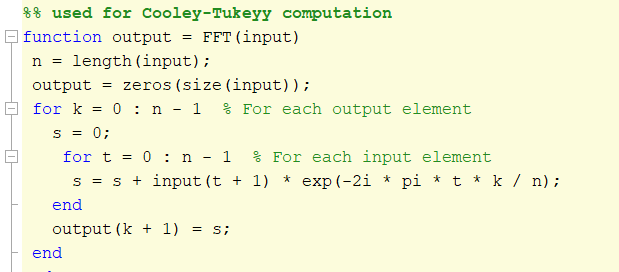 %% used for Cooley-Tukeyy computation
function output = FFT(input)
n = length(input);
output = zeros(size(input));
for k = 0 : n - 1  % For each output element
s = 0;
for t = 0 : n - 1  % For each input element
s = s + input(t + 1) * exp(-2i * pi * t * k / n);
end
output(k + 1) = s;
end